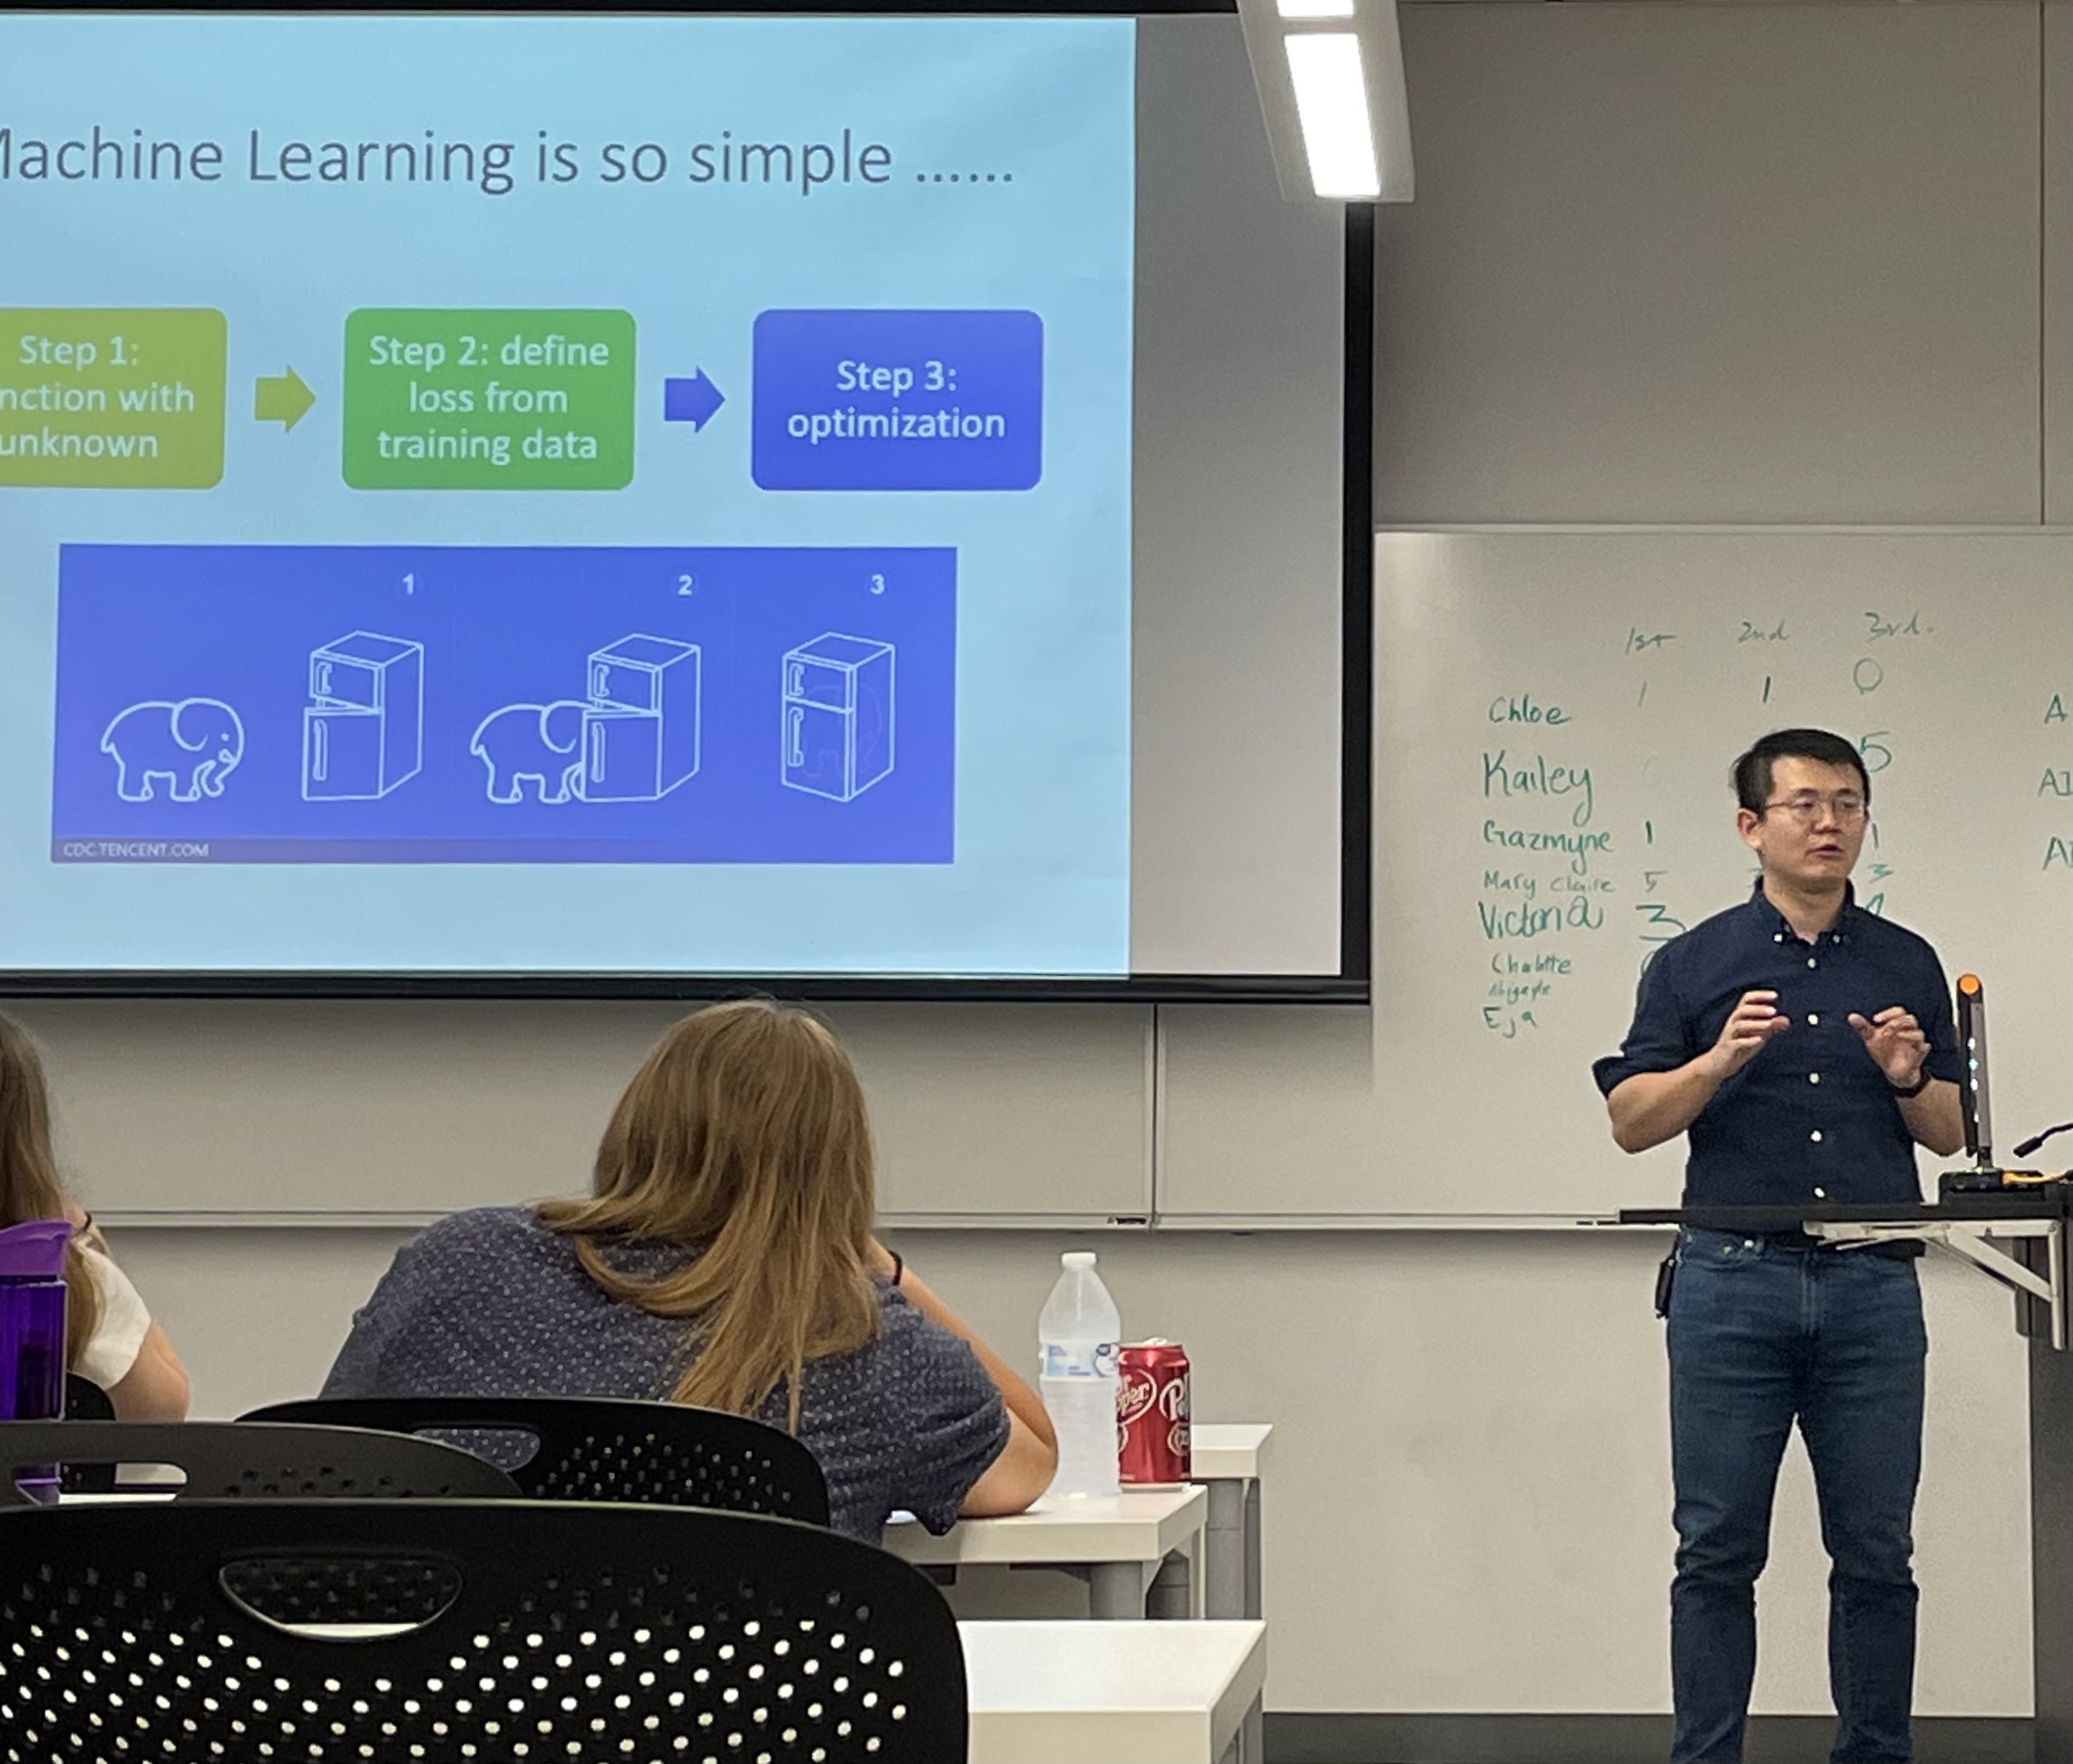 Machine Learning is so simple ......
Step 1:
nction with
unknown
Step 2: define
loss from
training data
Step 3:
optimization
1 2 3
CDC.TENCENT.COM
1st 2nd 3rd.
Chloe 1 1 0
Kailey 5
Gazmyne 1 1
Mary Claire 5 3
Victoria 3
Eja
A
AI
A
Dr Pepper